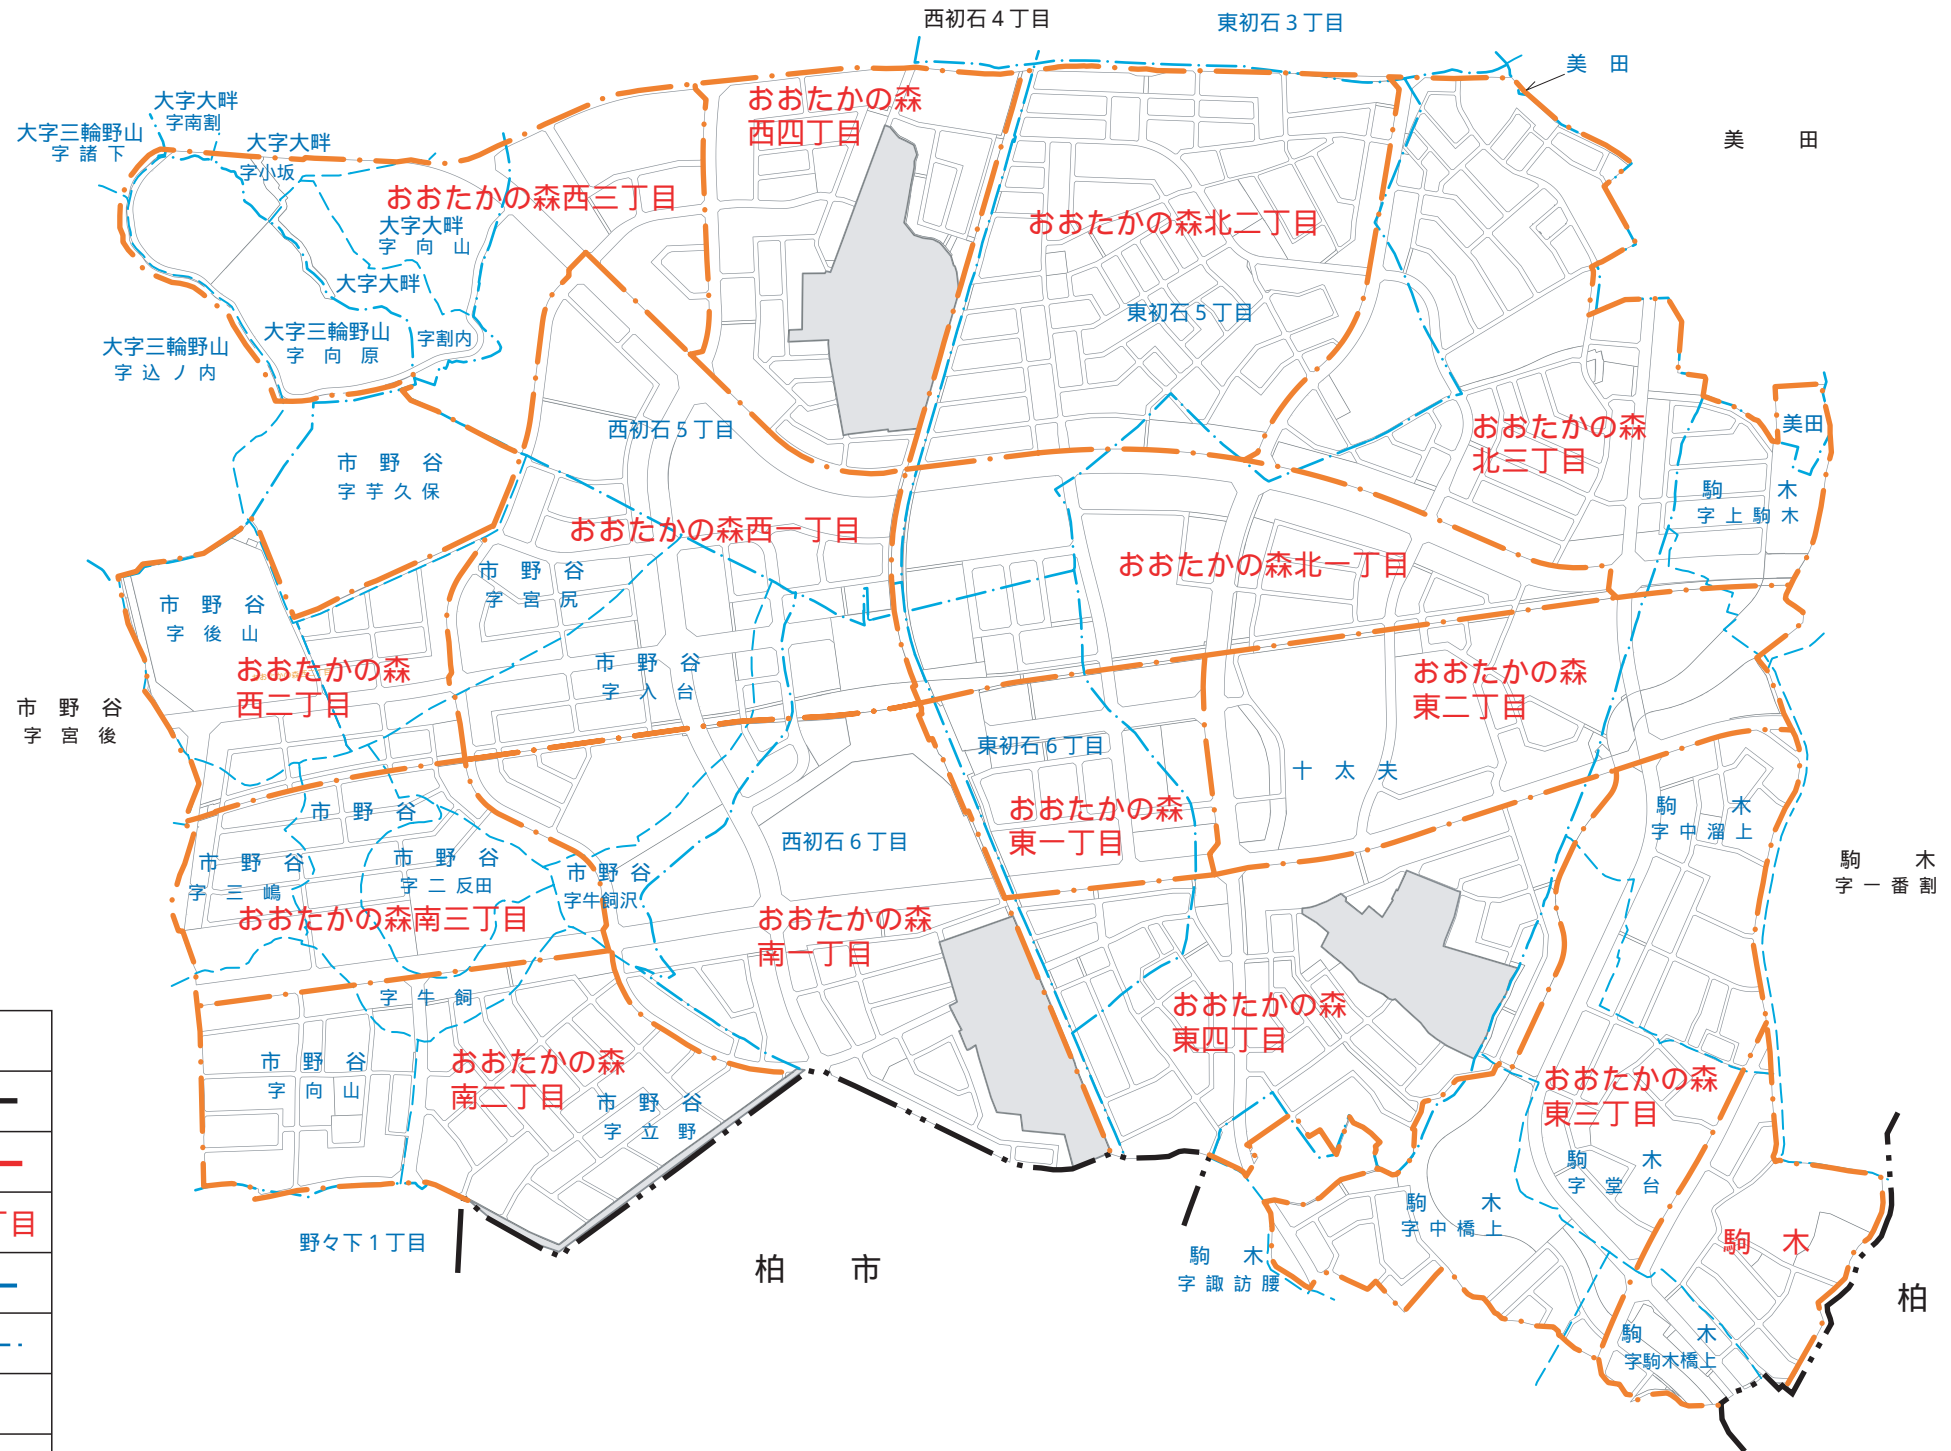 西初石４丁目
東初石３丁目
美 田
美 田
大字大畔
字南割
大字三輪野山
字 諸 下
大字大畔
字小坂
おおたかの森
西四丁目
おおたかの森西三丁目
大字大畔
字 向 山
おおたかの森北二丁目
大字大畔
大字三輪野山
字 向 原
字割内
大字三輪野山
字 込 ノ 内
東初石５丁目
西初石５丁目
おおたかの森
北三丁目
美田
市 野 谷
字 芋 久 保
駒 木
字 上 駒 木
おおたかの森西一丁目
おおたかの森北一丁目
市 野 谷
字 宮 尻
市 野 谷
字 後 山
おおたかの森
西二丁目
市 野 谷
字 入 台
おおたかの森
東二丁目
市 野 谷
字 宮 後
東初石６丁目
十 太 夫
市 野 谷
おおたかの森
東一丁目
駒 木
字 中 溜 上
西初石６丁目
市 野 谷
字 三 嶋
市 野 谷
字 二 反田
市 野 谷
字牛飼沢
駒 木
字 一 番 割
おおたかの森南三丁目
おおたかの森
南一丁目
字 牛 飼
おおたかの森
東四丁目
市 野 谷
字 向 山
おおたかの森
南二丁目
市 野 谷
字 立 野
おおたかの森
東三丁目
駒 木
字 堂 台
駒 木
字 中 橋 上
丁目
野々下１丁目
柏 市
駒 木
字 諏 訪 腰
駒 木
柏
駒 木
字駒木橋上